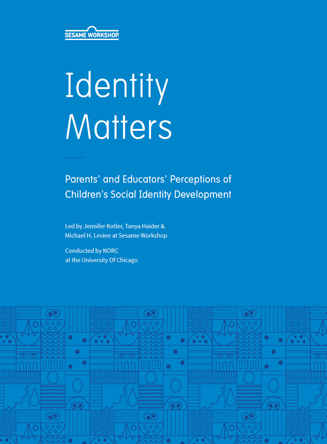 SESAME WORKSHOP
Identity
Matters
Parents' and Educators' Perceptions of
Children's Social Identity Development
Led by Jennifer Kotler, Tanya Haider &
Michael H. Levine at Sesame Workshop
Conducted by NORC
at the University Of Chicago